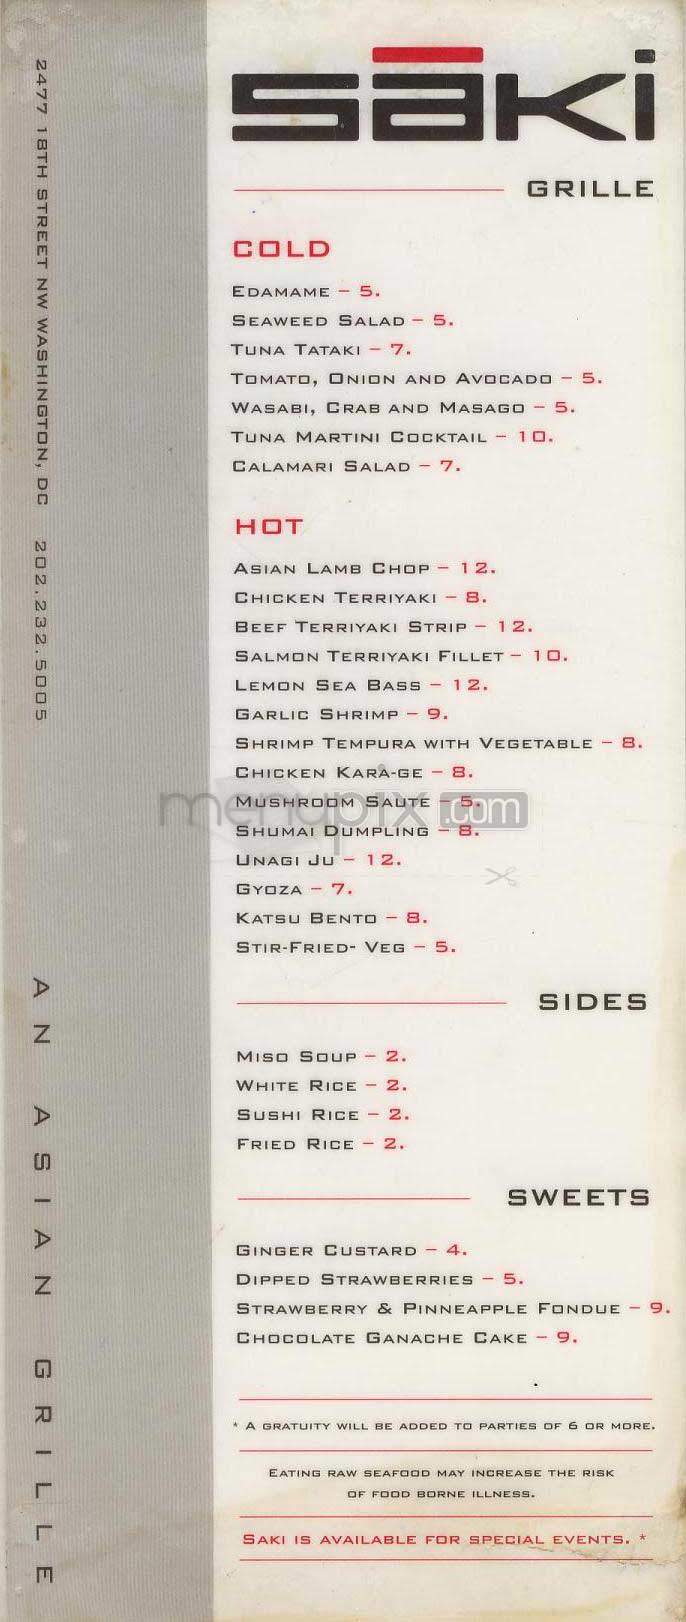 2477 18TH STREET NW WASHINGTON, DC 202.232.5005
AN ASIAN GRILLE
SAKI
GRILLE
COLD
EDAMAME – 5.
SEAWEED SALAD – 5.
TUNA TATAKI – 7.
TOMATO, ONION AND AVOCADO – 5.
WASABI, CRAB AND MASAGO – 5.
TUNA MARTINI COCKTAIL – 10.
CALAMARI SALAD – 7.
HOT
ASIAN LAMB CHOP – 12.
CHICKEN TERRIYAKI – 8.
BEEF TERRIYAKI STRIP – 12.
SALMON TERRIYAKI FILLET – 10.
LEMON SEA BASS – 12.
GARLIC SHRIMP – 9.
SHRIMP TEMPURA WITH VEGETABLE – 8.
CHICKEN KARA-GE – 8.
MUSHROOM SAUTE – 5.
menupix.com
SHUMAI DUMPLING – 8.
UNAGI JU – 12.
GYOZA – 7.
KATSU BENTO – 8.
STIR-FRIED- VEG – 5.
SIDES
MISO SOUP – 2.
WHITE RICE – 2.
SUSHI RICE – 2.
FRIED RICE – 2.
SWEETS
GINGER CUSTARD – 4.
DIPPED STRAWBERRIES – 5.
STRAWBERRY & PINNEAPPLE FONDUE – 9.
CHOCOLATE GANACHE CAKE – 9.
* A GRATUITY WILL BE ADDED TO PARTIES OF 6 OR MORE.
EATING RAW SEAFOOD MAY INCREASE THE RISK
OF FOOD BORNE ILLNESS.
SAKI IS AVAILABLE FOR SPECIAL EVENTS. *